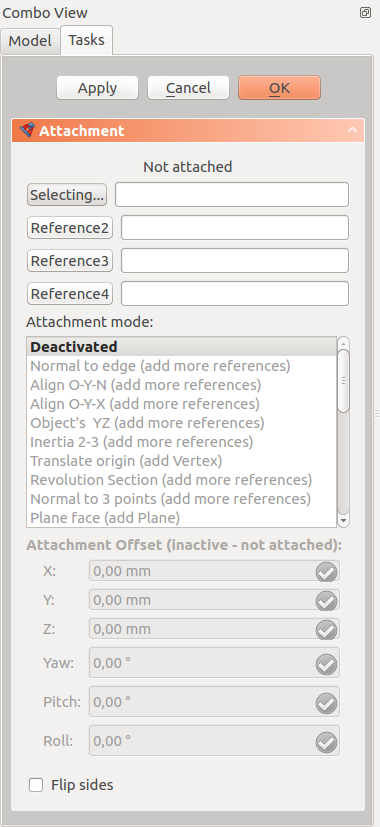 Combo View
Model Tasks
Apply Cancel OK
Attachment
Not attached
Selecting...
Reference2
Reference3
Reference4
Attachment mode:
Deactivated
Normal to edge (add more references)
Align O-Y-N (add more references)
Align O-Y-X (add more references)
Object's  YZ (add more references)
Inertia 2-3 (add more references)
Translate origin (add Vertex)
Revolution Section (add more references)
Normal to 3 points (add more references)
Plane face (add Plane)
Attachment Offset (inactive - not attached):
X: 0,00 mm
Y: 0,00 mm
Z: 0,00 mm
Yaw: 0,00 °
Pitch: 0,00 °
Roll: 0,00 °
Flip sides